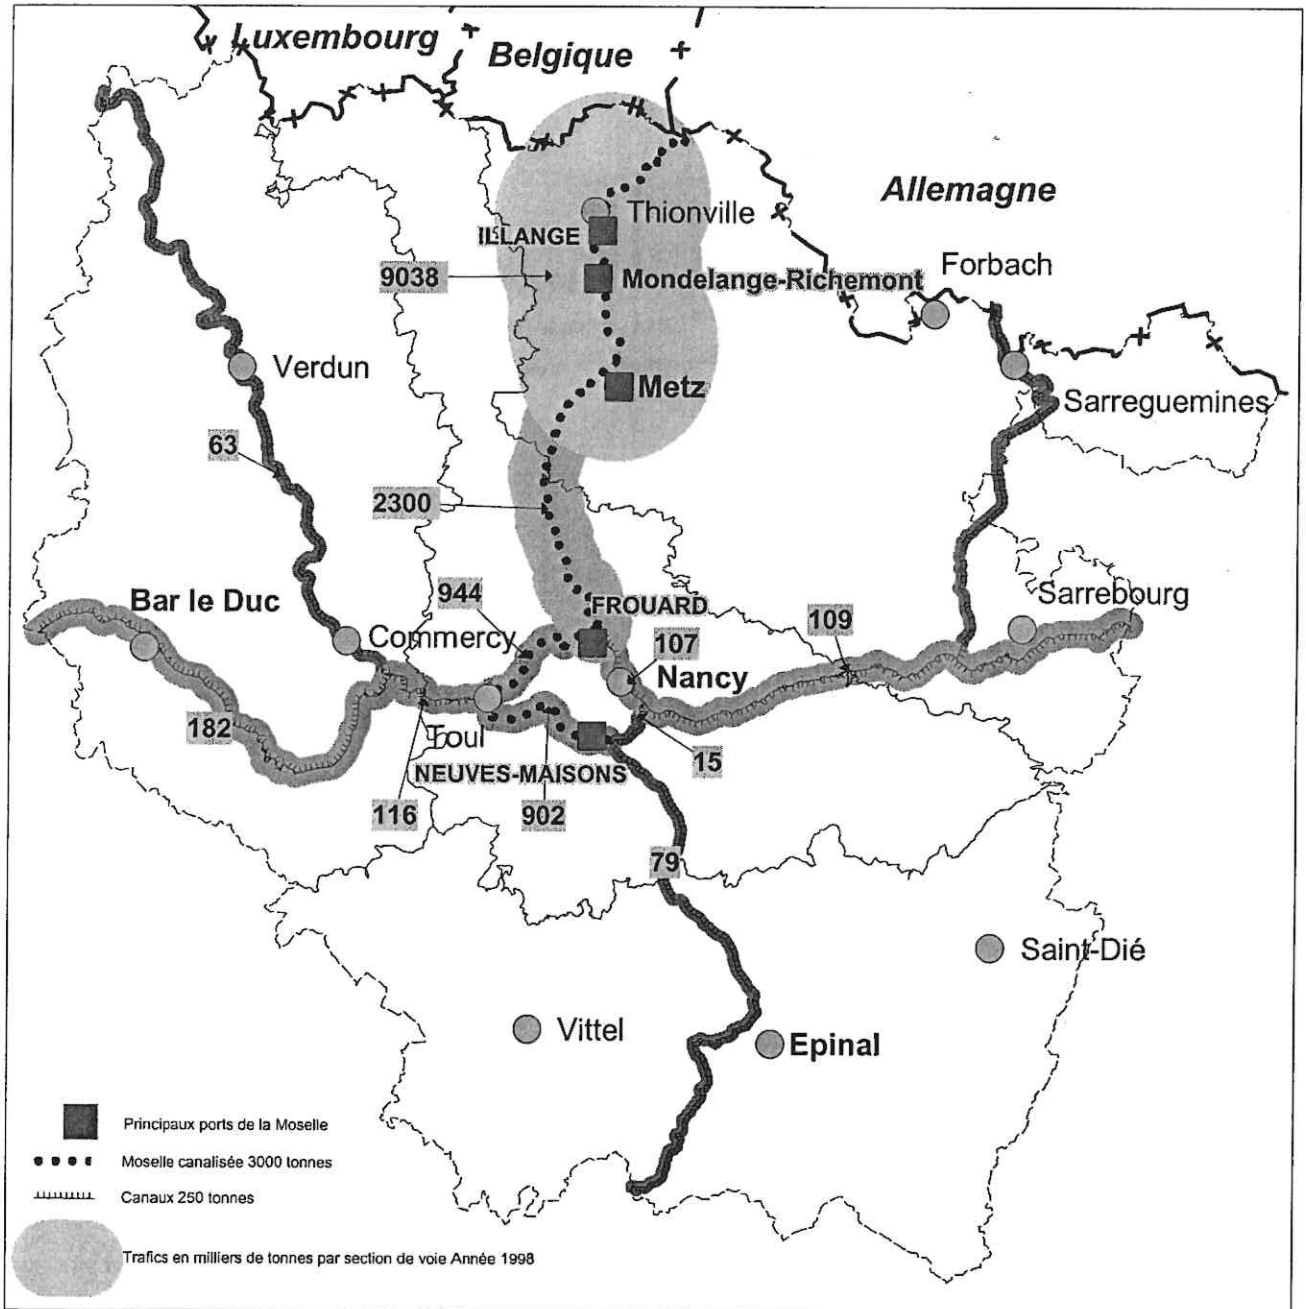 Luxembourg
Belgique
Allemagne
Thionville
ILLANGE
9038
Mondelange-Richemont
Forbach
Verdun
Metz
Sarreguemines
63
2300
944
FROUARD
Sarrebourg
Bar le Duc
Commercy
107
109
Nancy
182
Toul
15
NEUVES-MAISONS
116
902
79
Saint-Dié
Vittel
Epinal
Principaux ports de la Moselle
Moselle canalisée 3000 tonnes
Canaux 250 tonnes
Trafics en milliers de tonnes par section de voie Année 1998